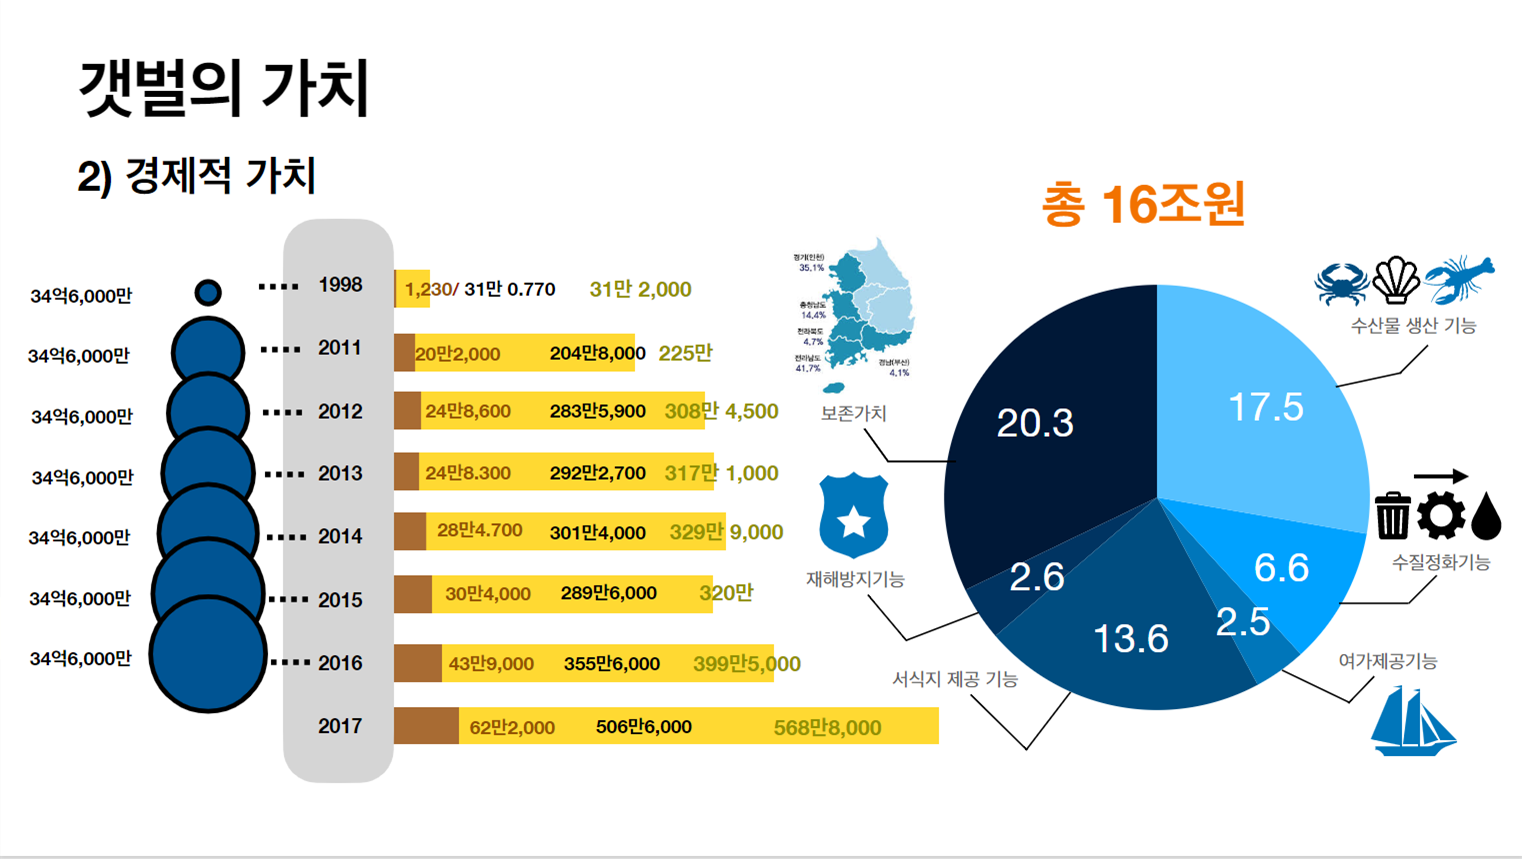 갯벌의 가치
2) 경제적 가치
34억6,000만
34억6,000만
34억6,000만
34억6,000만
34억6,000만
34억6,000만
34억6,000만
1998 1,230/ 31만 0.770 31만 2,000
2011 20만2,000 204만8,000 225만
2012 24만8,600 283만5,900 308만 4,500
2013 24만8.300 292만2,700 317만 1,000
2014 28만4.700 301만4,000 329만 9,000
2015 30만4,000 289만6,000 320만
2016 43만9,000 355만6,000 399만5,000
2017 62만2,000 506만6,000 568만8,000
총 16조원
경기(인천)
35.1%
충청남도
14.4%
전라북도
4.7%
전라남도
41.7%
경남(부산)
4.1%
보존가치
재해방지기능
서식지 제공 기능
수산물 생산 기능
수질정화기능
여가제공기능
20.3
17.5
6.6
2.5
13.6
2.6